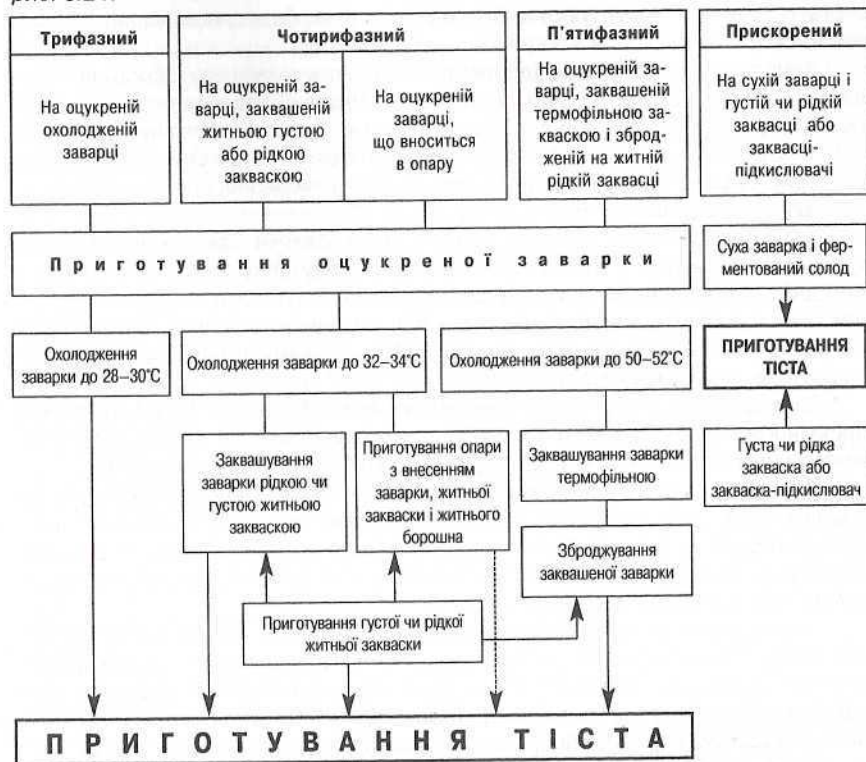 Трифазний
Чотирифазний
П'ятифазний
Прискорений
На оцукреній
охолодженій
заварці
На оцукреній за-
варці, заквашеній
житньою густою
або рідкою
закваскою
На оцукреній
заварці,
що вноситься
в опару
На оцукреній за-
варці, заквашеній
термофільною за-
кваскою і зброд-
женій на житній
рідкій заквасці
На сухій заварці і
густій чи рідкій
заквасці або
заквасці-
підкислювачі
Приготування оцукреної заварки
Суха заварка і фер-
ментований солод
Охолодження
заварки до 28–30°С
Охолодження заварки до 32–34°С
Охолодження заварки до 50–52°С
ПРИГОТУВАННЯ
ТІСТА
Заквашування
заварки рідкою чи
густою житньою
закваскою
Приготування опари
з внесенням
заварки, житньої
закваски і житнього
борошна
Заквашування заварки
термофільною
Густа чи рідка
закваска або
закваска-підкислювач
Зброджування
заквашеної заварки
Приготування густої чи рідкої
житньої закваски
ПРИГОТУВАННЯ ТІСТА